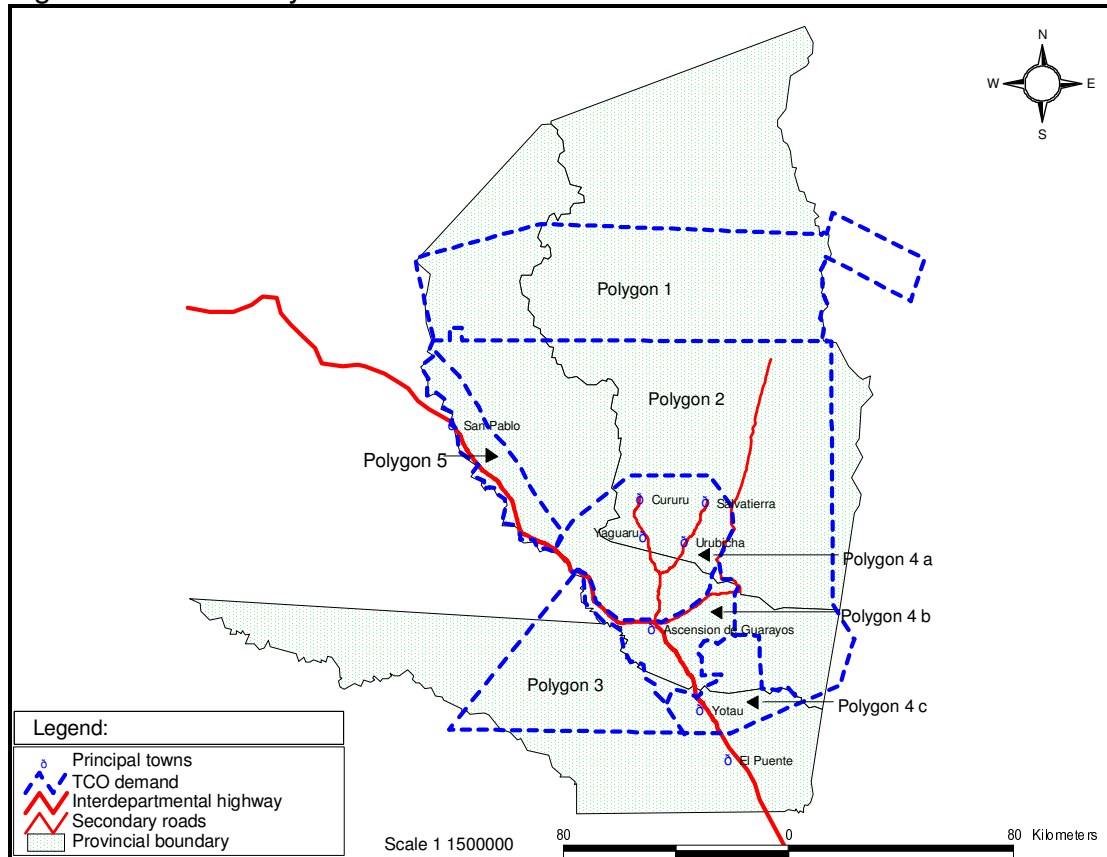 N
W E
S
Polygon 1
Polygon 2
San Pablo
Polygon 5
Cururu
Salvatierra
Yaguaru
Urubicha
Polygon 4 a
Polygon 4 b
Ascension de Guarayos
Polygon 3
Polygon 4 c
Yotau
El Puente
Legend:
ð Principal towns
TCO demand
Interdepartmental highway
Secondary roads
Provincial boundary
Scale 1 1500000
80 0 80 Kilometers